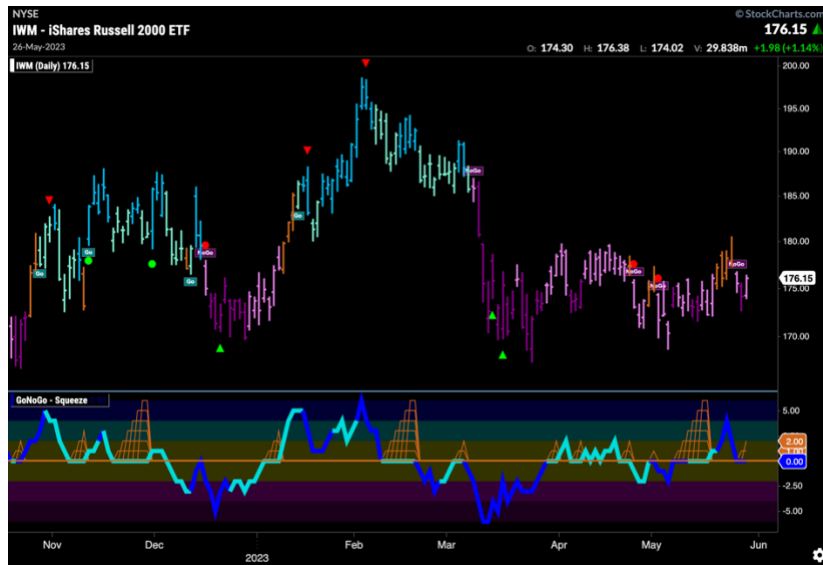 NYSE
© StockCharts.com
IWM - iShares Russell 2000 ETF
176.15
26-May-2023
O: 174.30 H: 176.38 L: 174.02 V: 29.838m +1.98 (+1.14%)
IWM (Daily) 176.15
200.00
195.00
190.00
185.00
180.00
176.15
175.00
170.00
NoGo
Go
Go
Go
NoGo
Go
NoGo
NoGo
NoGo
GoNoGo - Squeeze
5.00
2.00
1.00
0.00
-2.50
-5.00
Nov Dec 2023 Feb Mar Apr May Jun